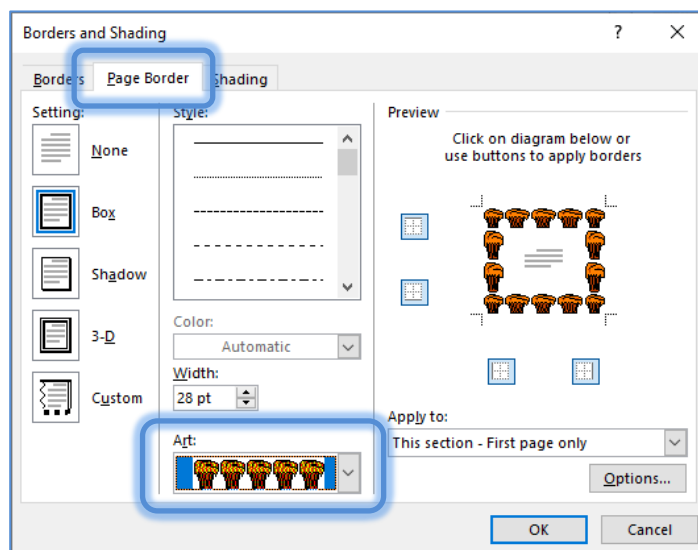 Borders and Shading
?
Borders
Page Border
Shading
Setting:
None
Box
Shadow
3-D
Custom
Style:
Color:
Automatic
Width:
28 pt
Art:
Preview
Click on diagram below or
use buttons to apply borders
Apply to:
This section - First page only
Options...
OK
Cancel